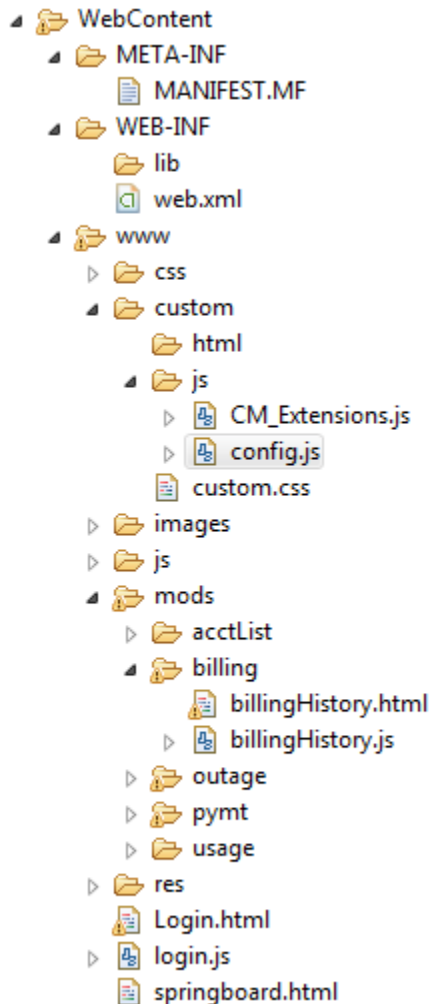 WebContent
META-INF
MANIFEST.MF
WEB-INF
lib
web.xml
www
css
custom
html
js
CM_Extensions.js
config.js
custom.css
images
js
mods
acctList
billing
billingHistory.html
billingHistory.js
outage
pymt
usage
res
Login.html
login.js
springboard.html